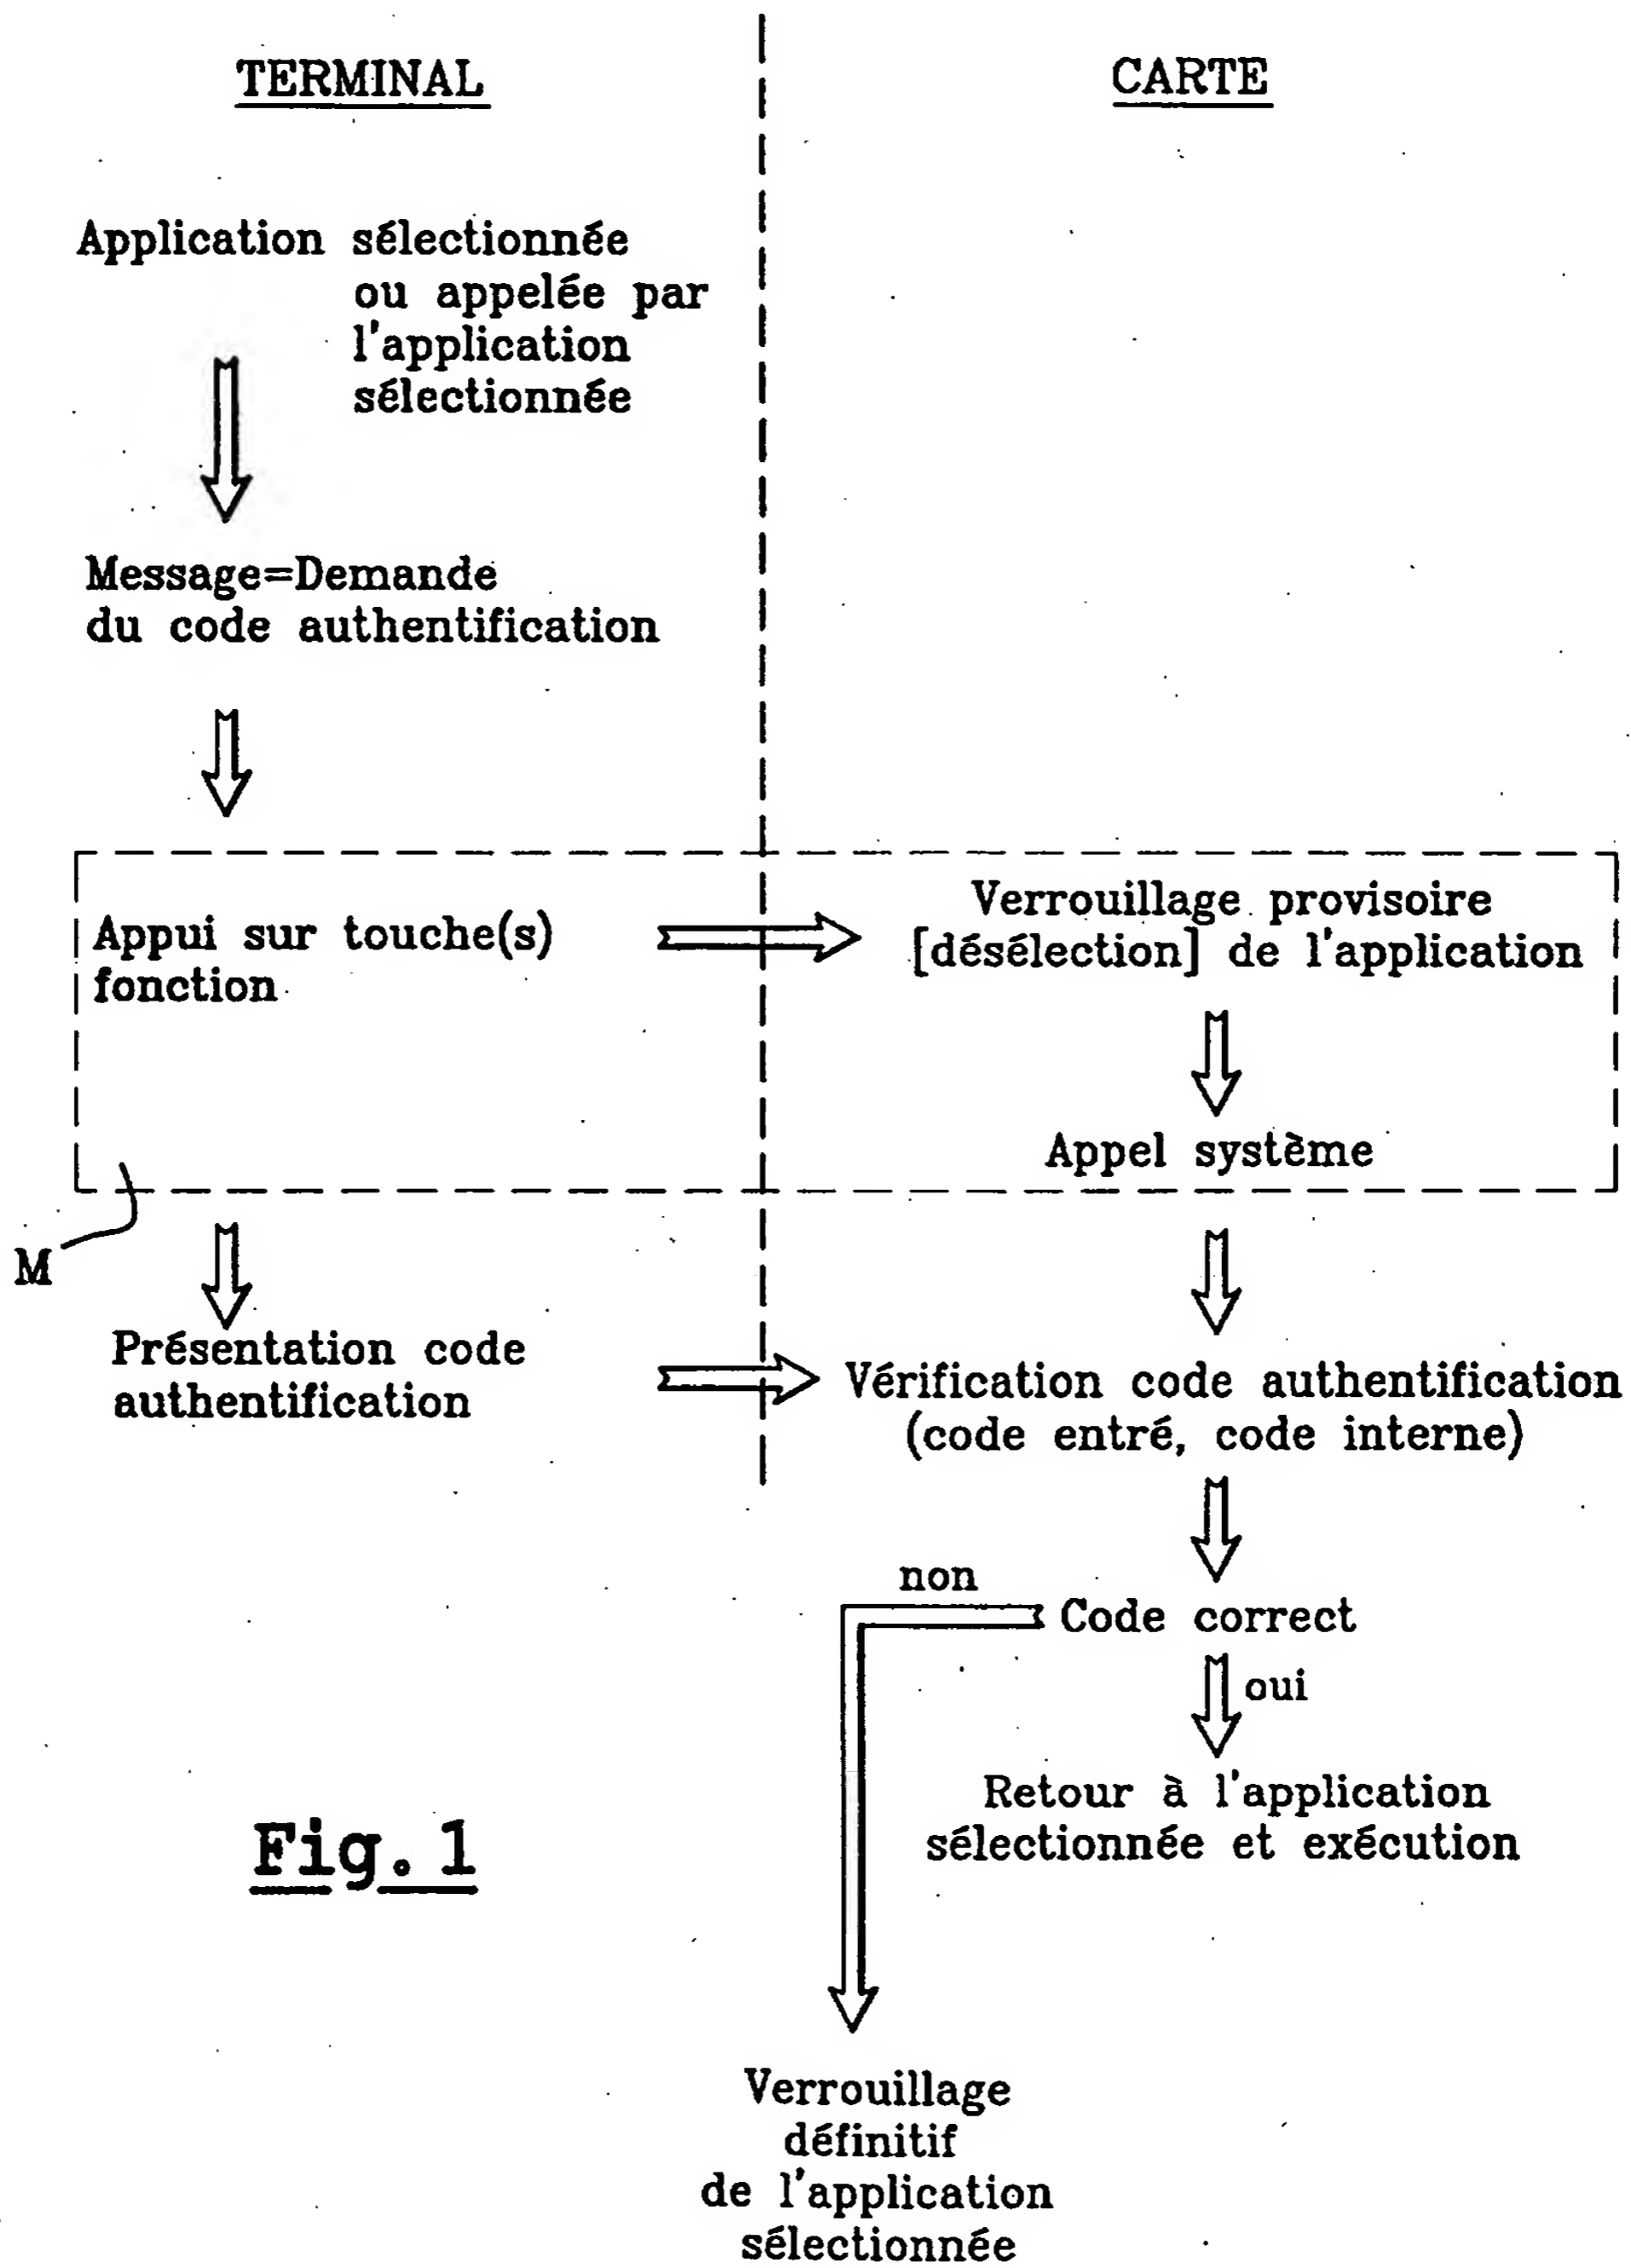 TERMINAL
CARTE
Application sélectionnée
ou appelée par
l'application
sélectionnée
Message=Demande
du code authentification
Appui sur touche(s)
fonction
Verrouillage provisoire
[désélection] de l'application
Appel système
M
Présentation code
authentification
Vérification code authentification
(code entré, code interne)
non
Code correct
oui
Retour à l'application
sélectionnée et exécution
Fig. 1
Verrouillage
définitif
de l'application
sélectionnée